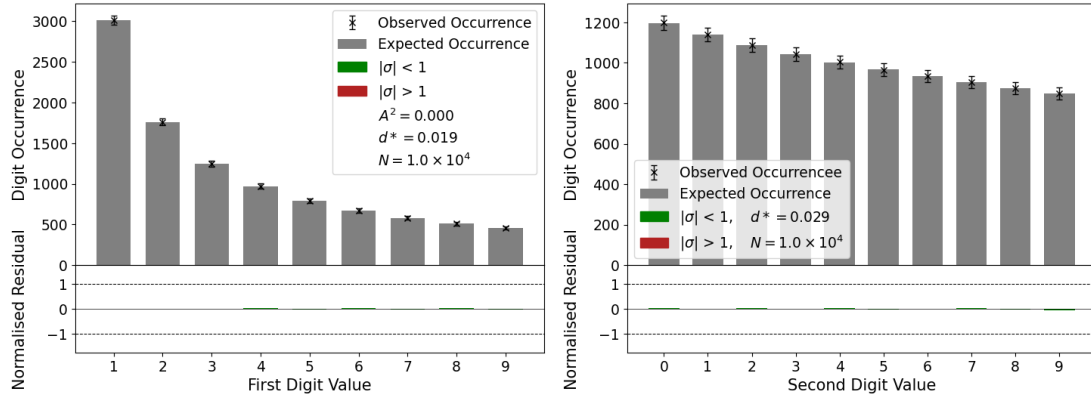 Digit Occurrence
3000
2500
2000
1500
1000
500
0
Observed Occurrence
Expected Occurrence
|σ| < 1
|σ| > 1
A² = 0.000
d* = 0.019
N = 1.0 × 10⁴
Normalised Residual
1
0
−1
1 2 3 4 5 6 7 8 9
First Digit Value
Digit Occurrence
1200
1000
800
600
400
200
0
Observed Occurrencee
Expected Occurrence
|σ| < 1, d* = 0.029
|σ| > 1, N = 1.0 × 10⁴
Normalised Residual
1
0
−1
0 1 2 3 4 5 6 7 8 9
Second Digit Value